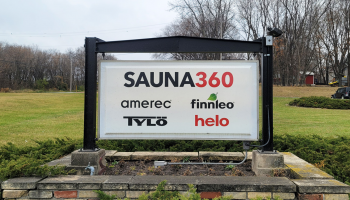 SAUNA360
amerec finnleo
TYLÖ helo